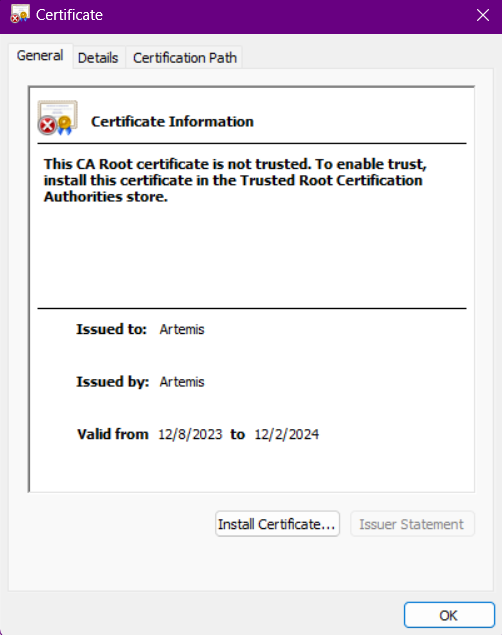 Certificate
General
Details
Certification Path
Certificate Information
This CA Root certificate is not trusted. To enable trust,
install this certificate in the Trusted Root Certification
Authorities store.
Issued to: Artemis
Issued by: Artemis
Valid from 12/8/2023 to 12/2/2024
Install Certificate...
Issuer Statement
OK